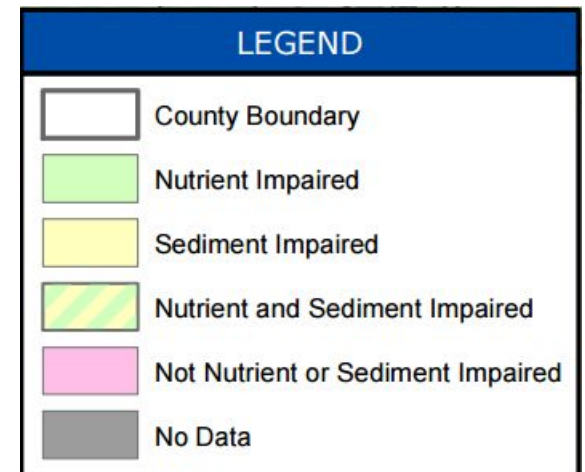 LEGEND
County Boundary
Nutrient Impaired
Sediment Impaired
Nutrient and Sediment Impaired
Not Nutrient or Sediment Impaired
No Data